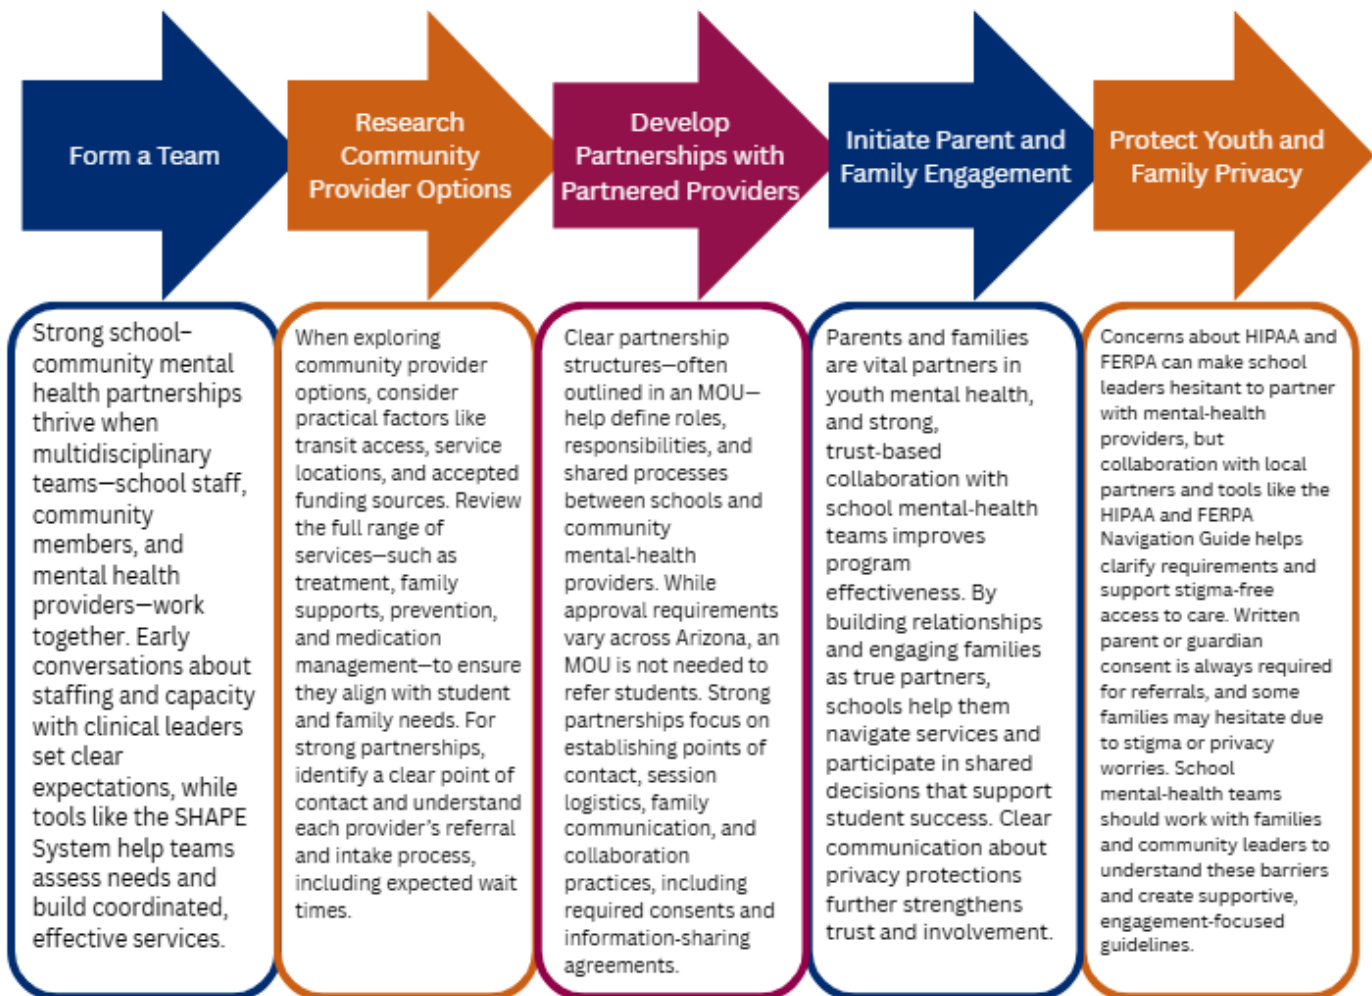 Form a Team
Research
Community
Provider Options
Develop
Partnerships with
Partnered Providers
Initiate Parent and
Family Engagement
Protect Youth and
Family Privacy
Strong school–
community mental
health partnerships
thrive when
multidisciplinary
teams—school staff,
community
members, and
mental health
providers—work
together. Early
conversations about
staffing and capacity
with clinical leaders
set clear
expectations, while
tools like the SHAPE
System help teams
assess needs and
build coordinated,
effective services.
When exploring
community provider
options, consider
practical factors like
transit access, service
locations, and accepted
funding sources. Review
the full range of
services—such as
treatment, family
supports, prevention,
and medication
management—to ensure
they align with student
and family needs. For
strong partnerships,
identify a clear point of
contact and understand
each provider's referral
and intake process,
including expected wait
times.
Clear partnership
structures—often
outlined in an MOU—
help define roles,
responsibilities, and
shared processes
between schools and
community
mental-health
providers. While
approval requirements
vary across Arizona, an
MOU is not needed to
refer students. Strong
partnerships focus on
establishing points of
contact, session
logistics, family
communication, and
collaboration
practices, including
required consents and
information-sharing
agreements.
Parents and families
are vital partners in
youth mental health,
and strong,
trust-based
collaboration with
school mental-health
teams improves
program
effectiveness. By
building relationships
and engaging families
as true partners,
schools help them
navigate services and
participate in shared
decisions that support
student success. Clear
communication about
privacy protections
further strengthens
trust and involvement.
Concerns about HIPAA and
FERPA can make school
leaders hesitant to partner
with mental-health
providers, but
collaboration with local
partners and tools like the
HIPAA and FERPA
Navigation Guide helps
clarify requirements and
support stigma-free
access to care. Written
parent or guardian
consent is always required
for referrals, and some
families may hesitate due
to stigma or privacy
worries. School
mental-health teams
should work with families
and community leaders to
understand these barriers
and create supportive,
engagement-focused
guidelines.